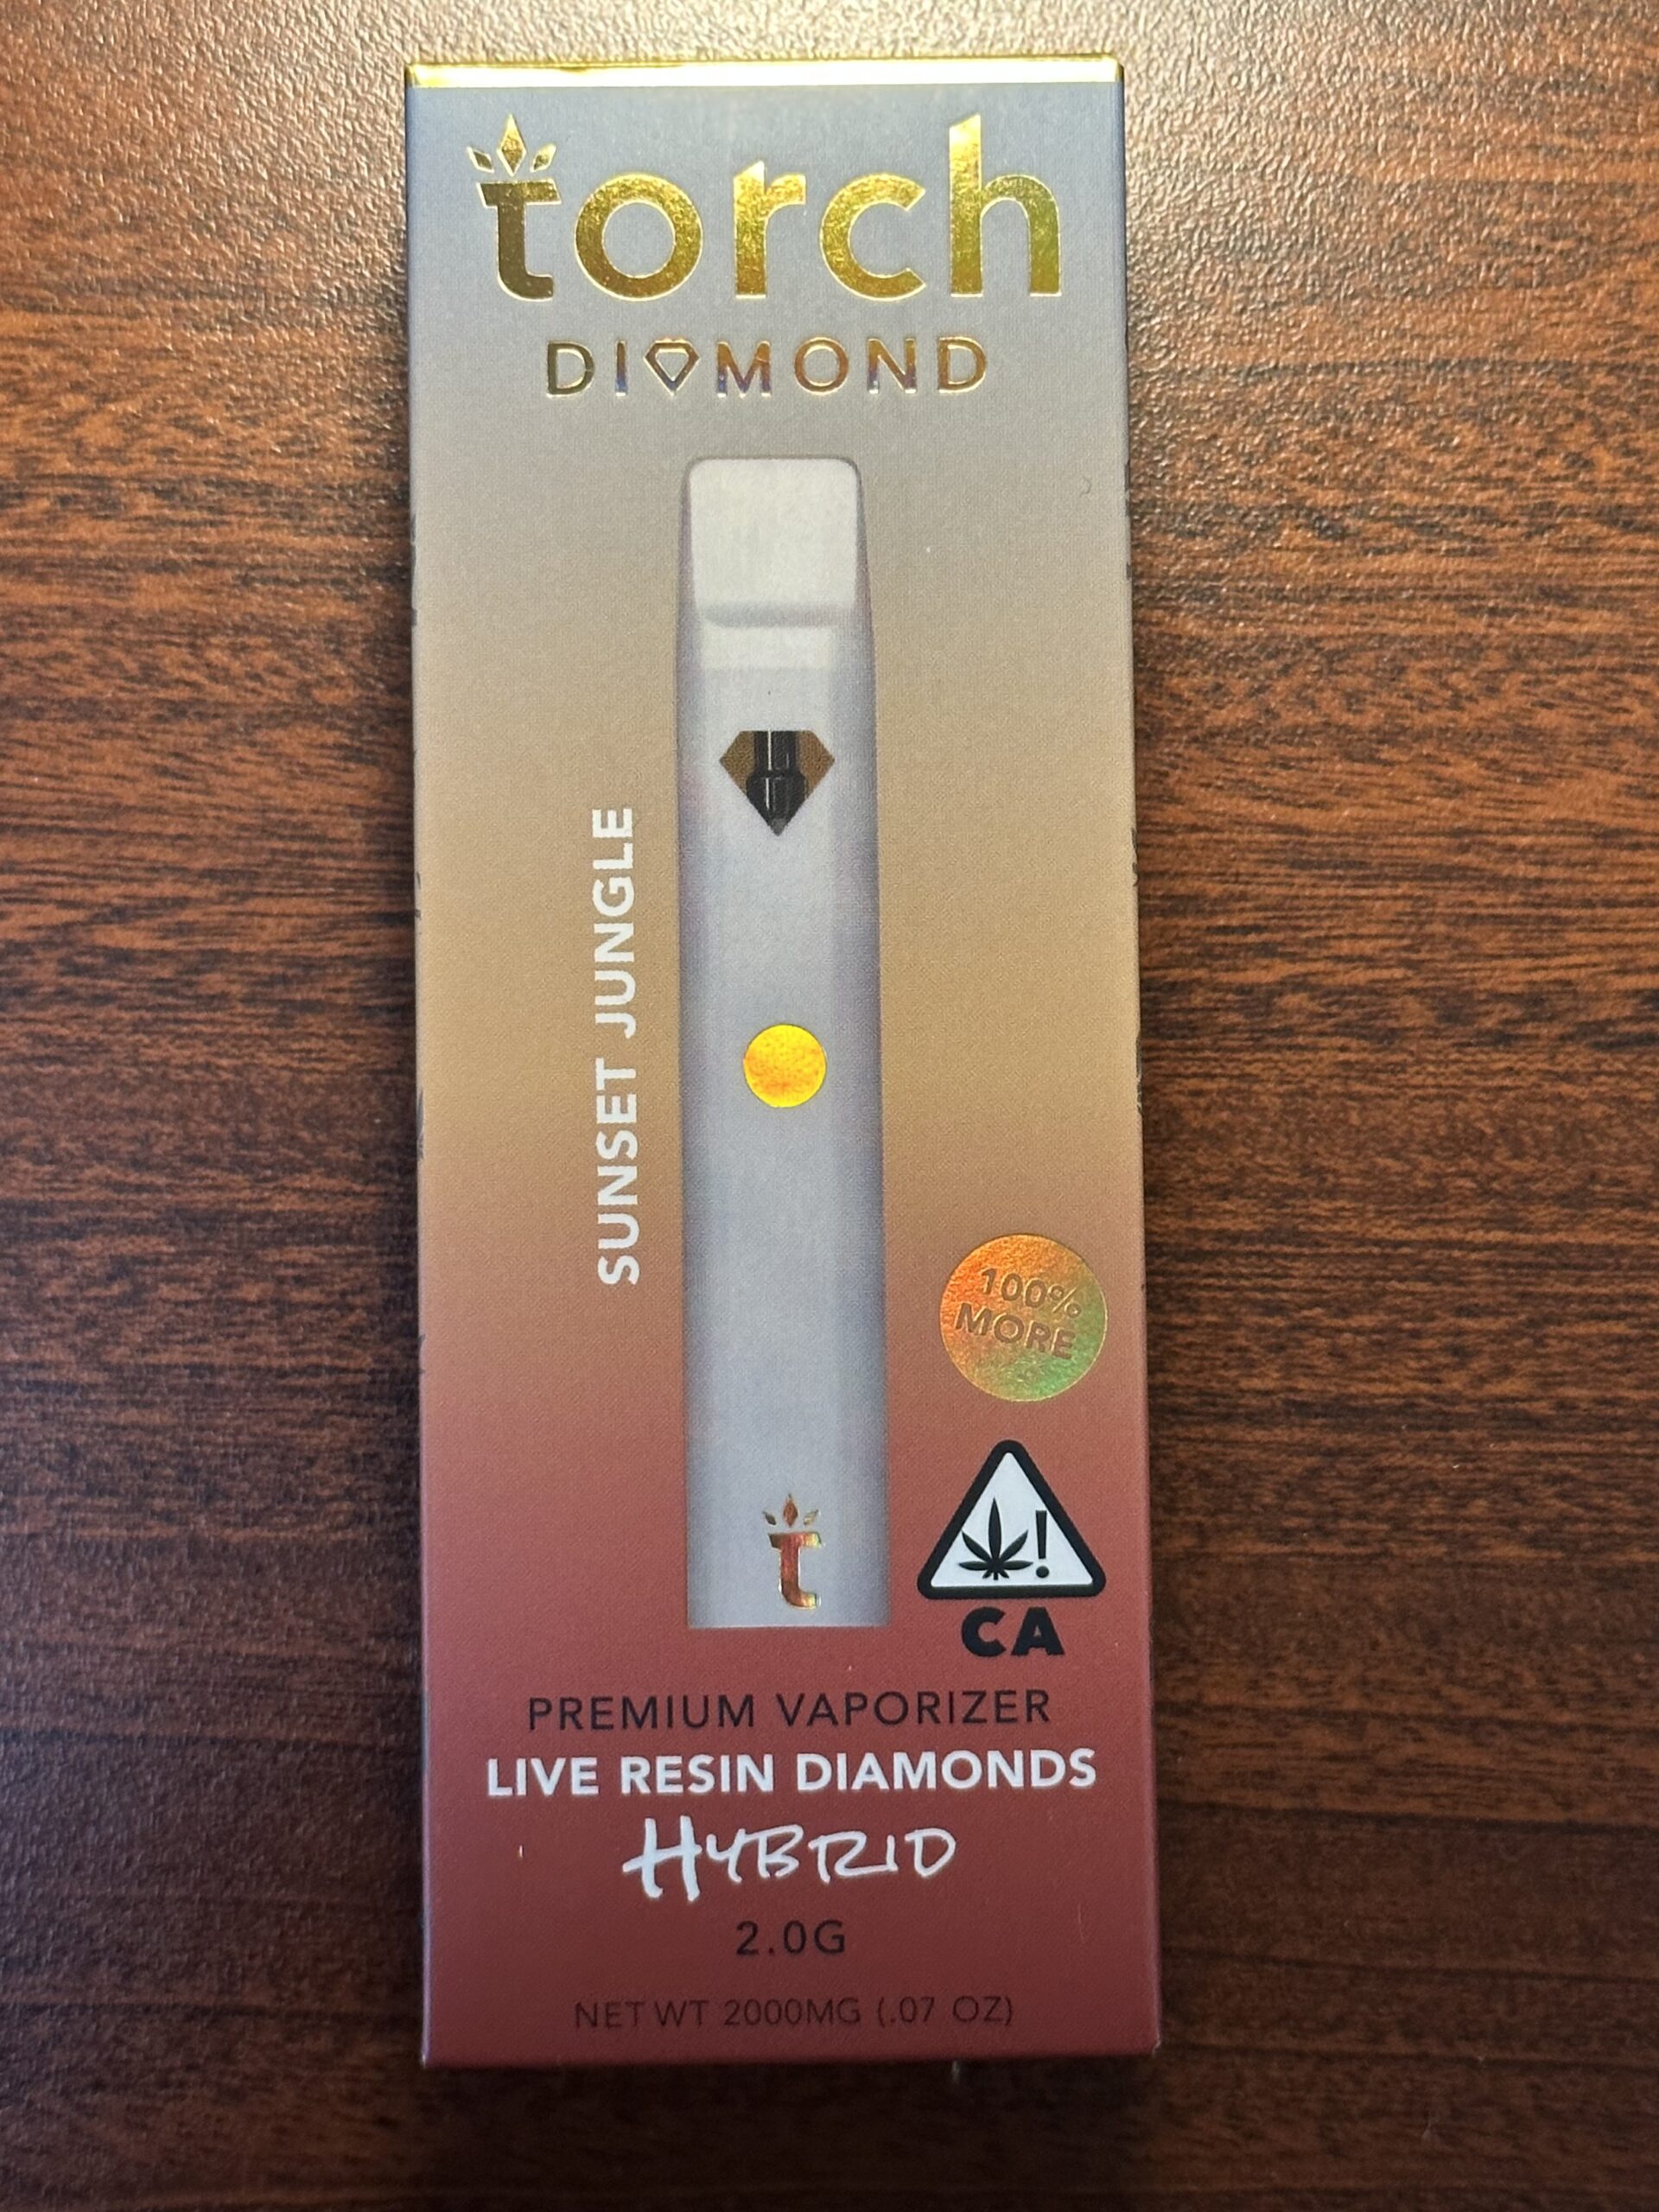 torch
DIAMOND
SUNSET JUNGLE
100%
MORE
!
CA
t
PREMIUM VAPORIZER
LIVE RESIN DIAMONDS
HYBRID
2.0G
NET WT 2000MG (.07 OZ)